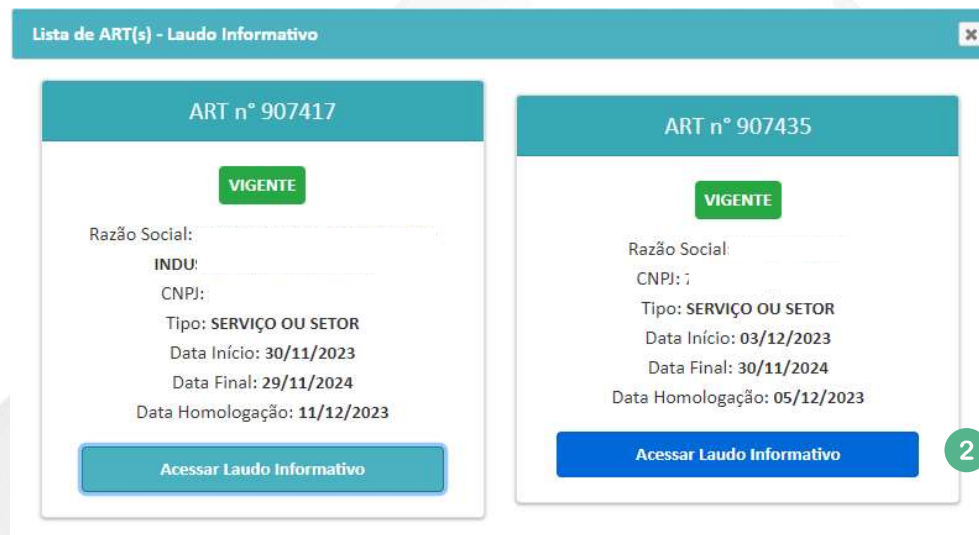 Lista de ART(s) - Laudo Informativo
ART n° 907417
VIGENTE
Razão Social:
INDU
CNPJ:
Tipo: SERVIÇO OU SETOR
Data Início: 30/11/2023
Data Final: 29/11/2024
Data Homologação: 11/12/2023
Acessar Laudo Informativo
ART n° 907435
VIGENTE
Razão Social:
CNPJ:
Tipo: SERVIÇO OU SETOR
Data Início: 03/12/2023
Data Final: 30/11/2024
Data Homologação: 05/12/2023
Acessar Laudo Informativo
2